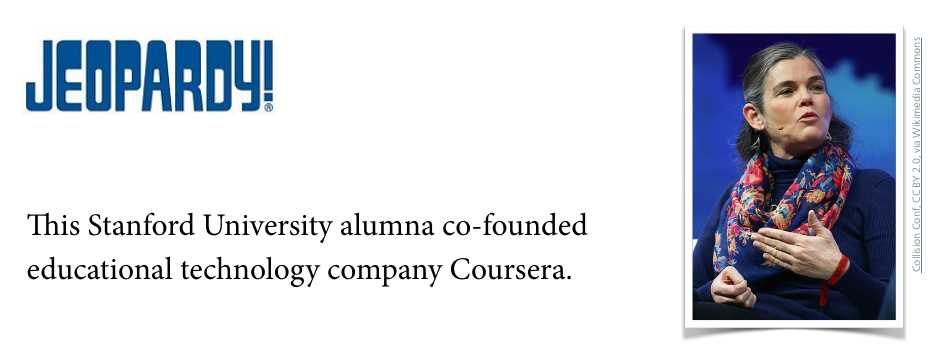 JEOPARDY!®
This Stanford University alumna co-founded
educational technology company Coursera.
Collision Conf, CC BY 2.0, via Wikimedia Commons